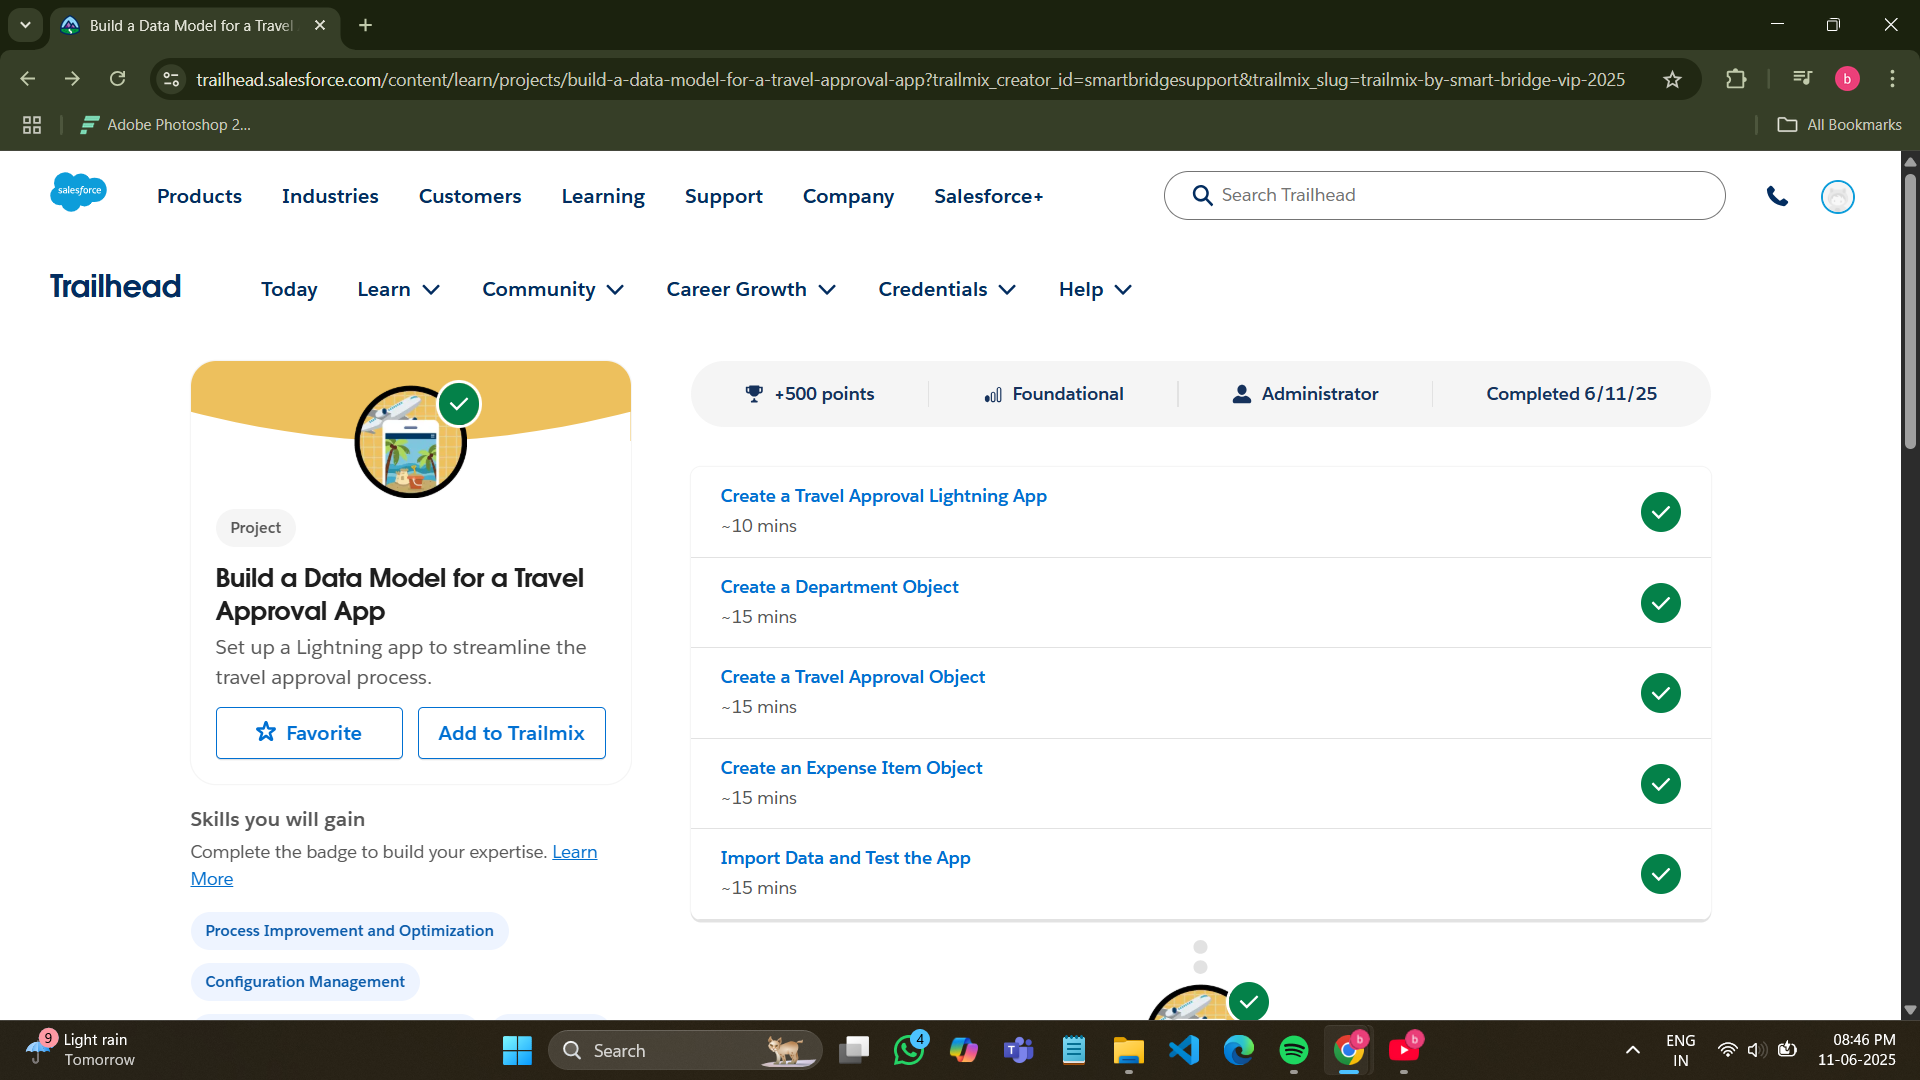 Build a Data Model for a Travel
trailhead.salesforce.com/content/learn/projects/build-a-data-model-for-a-travel-approval-app?trailmix_creator_id=smartbridgesupport&trailmix_slug=trailmix-by-smart-bridge-vip-2025
b
Adobe Photoshop 2...
All Bookmarks
salesforce
Products
Industries
Customers
Learning
Support
Company
Salesforce+
Search Trailhead
Trailhead
Today
Learn
Community
Career Growth
Credentials
Help
Project
Build a Data Model for a Travel
Approval App
Set up a Lightning app to streamline the
travel approval process.
Favorite
Add to Trailmix
Skills you will gain
Complete the badge to build your expertise. Learn
More
Process Improvement and Optimization
Configuration Management
+500 points
Foundational
Administrator
Completed 6/11/25
Create a Travel Approval Lightning App
~10 mins
Create a Department Object
~15 mins
Create a Travel Approval Object
~15 mins
Create an Expense Item Object
~15 mins
Import Data and Test the App
~15 mins
9
Light rain
Tomorrow
Search
4
b
b
ENG
IN
08:46 PM
11-06-2025